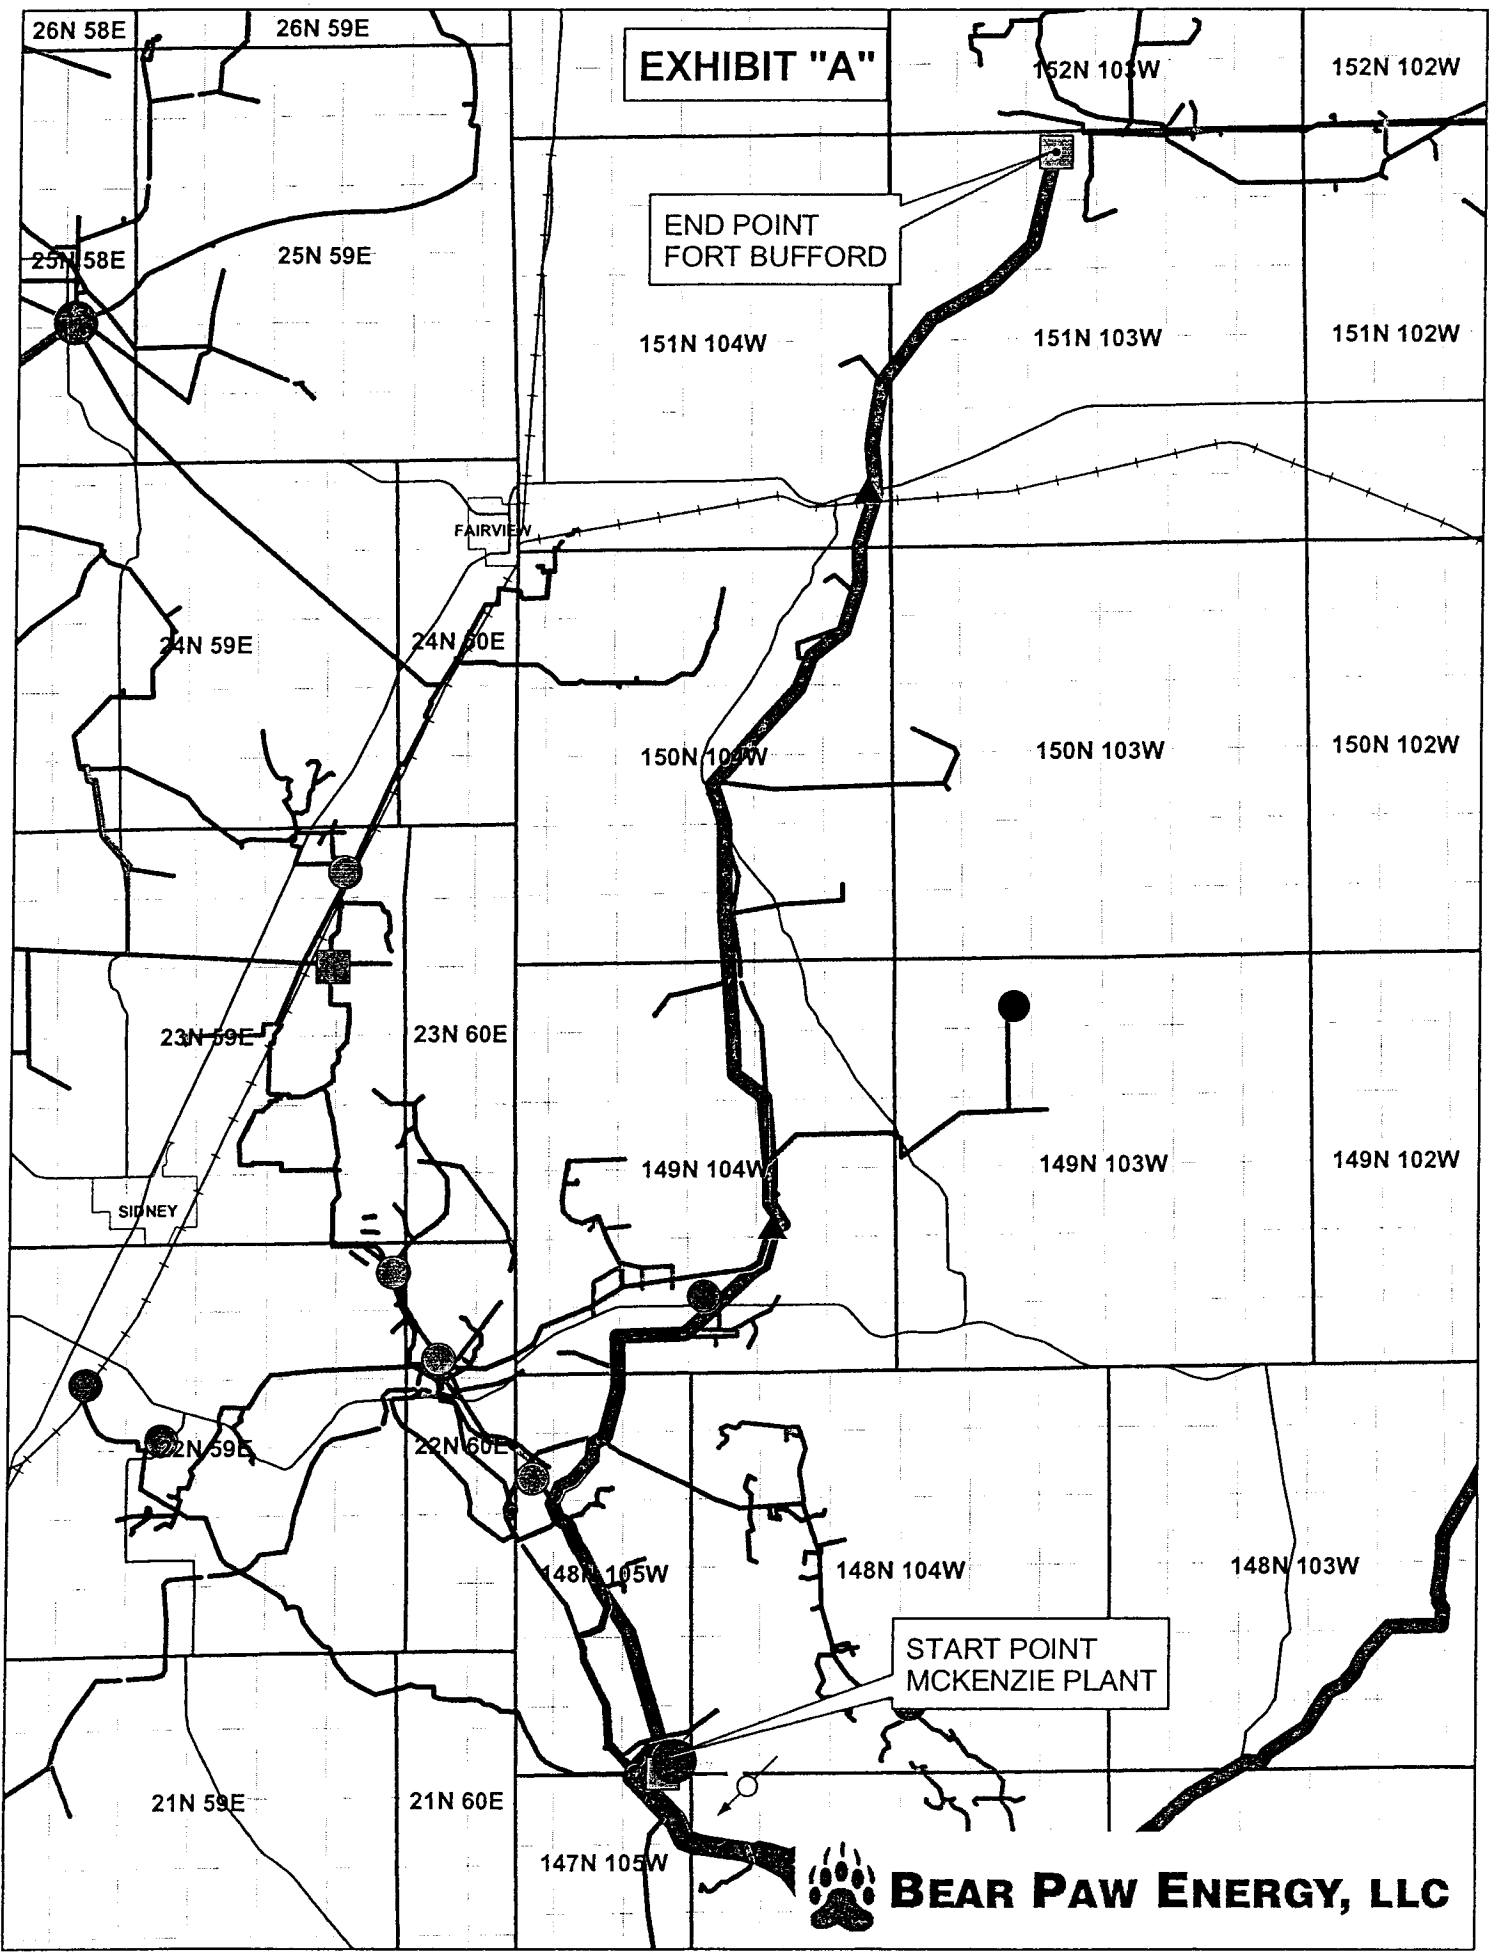 26N 58E
26N 59E
EXHIBIT "A"
152N 103W
152N 102W
END POINT
FORT BUFFORD
25N 58E
25N 59E
151N 104W
151N 103W
151N 102W
FAIRVIEW
24N 59E
24N 60E
150N 104W
150N 103W
150N 102W
23N 59E
23N 60E
149N 104W
149N 103W
149N 102W
SIDNEY
22N 59E
22N 60E
148N 105W
148N 104W
148N 103W
START POINT
MCKENZIE PLANT
21N 59E
21N 60E
147N 105W
BEAR PAW ENERGY, LLC